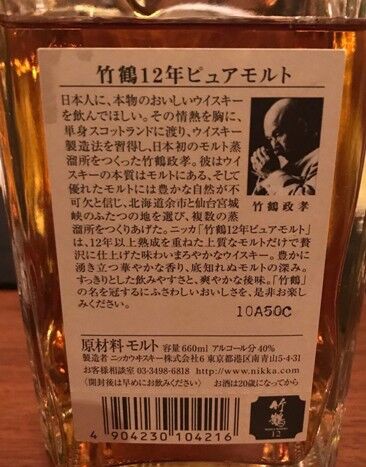 竹鶴12年ピュアモルト
日本人に、本物のおいしいウイスキー
を飲んでほしい。その情熱を胸に、
単身スコットランドに渡り、ウイスキー
製造法を習得し、日本初のモルト蒸
溜所をつくった竹鶴政孝。彼はウイ
スキーの本質はモルトにある、そし
て優れたモルトには豊かな自然が不
可欠と信じ、北海道余市と仙台宮城
峡のふたつの地を選び、複数の蒸
溜所をつくりあげた。ニッカ「竹鶴12年ピュアモルト」
は、12年以上熟成を重ねた上質なモルトだけで贅
沢に仕上げた味わいまろやかなウイスキー。豊かに
湧き立つ華やかな香り、底知れぬモルトの深み。
すっきりとした飲みやすさと、爽やかな後味。「竹鶴」
の名を冠するにふさわしいおいしさを、是非お楽し
みください。
竹鶴政孝
10A50C
原材料モルト 容量660ml アルコール分40%
製造者 ニッカウヰスキー株式会社6 東京都港区南青山5-4-31
お客様相談室 03-3498-6818 http://www.nikka.com
〈開封後は早めにお飲みください〉 お酒は20歳になってから
4 904230 104216
竹鶴
12